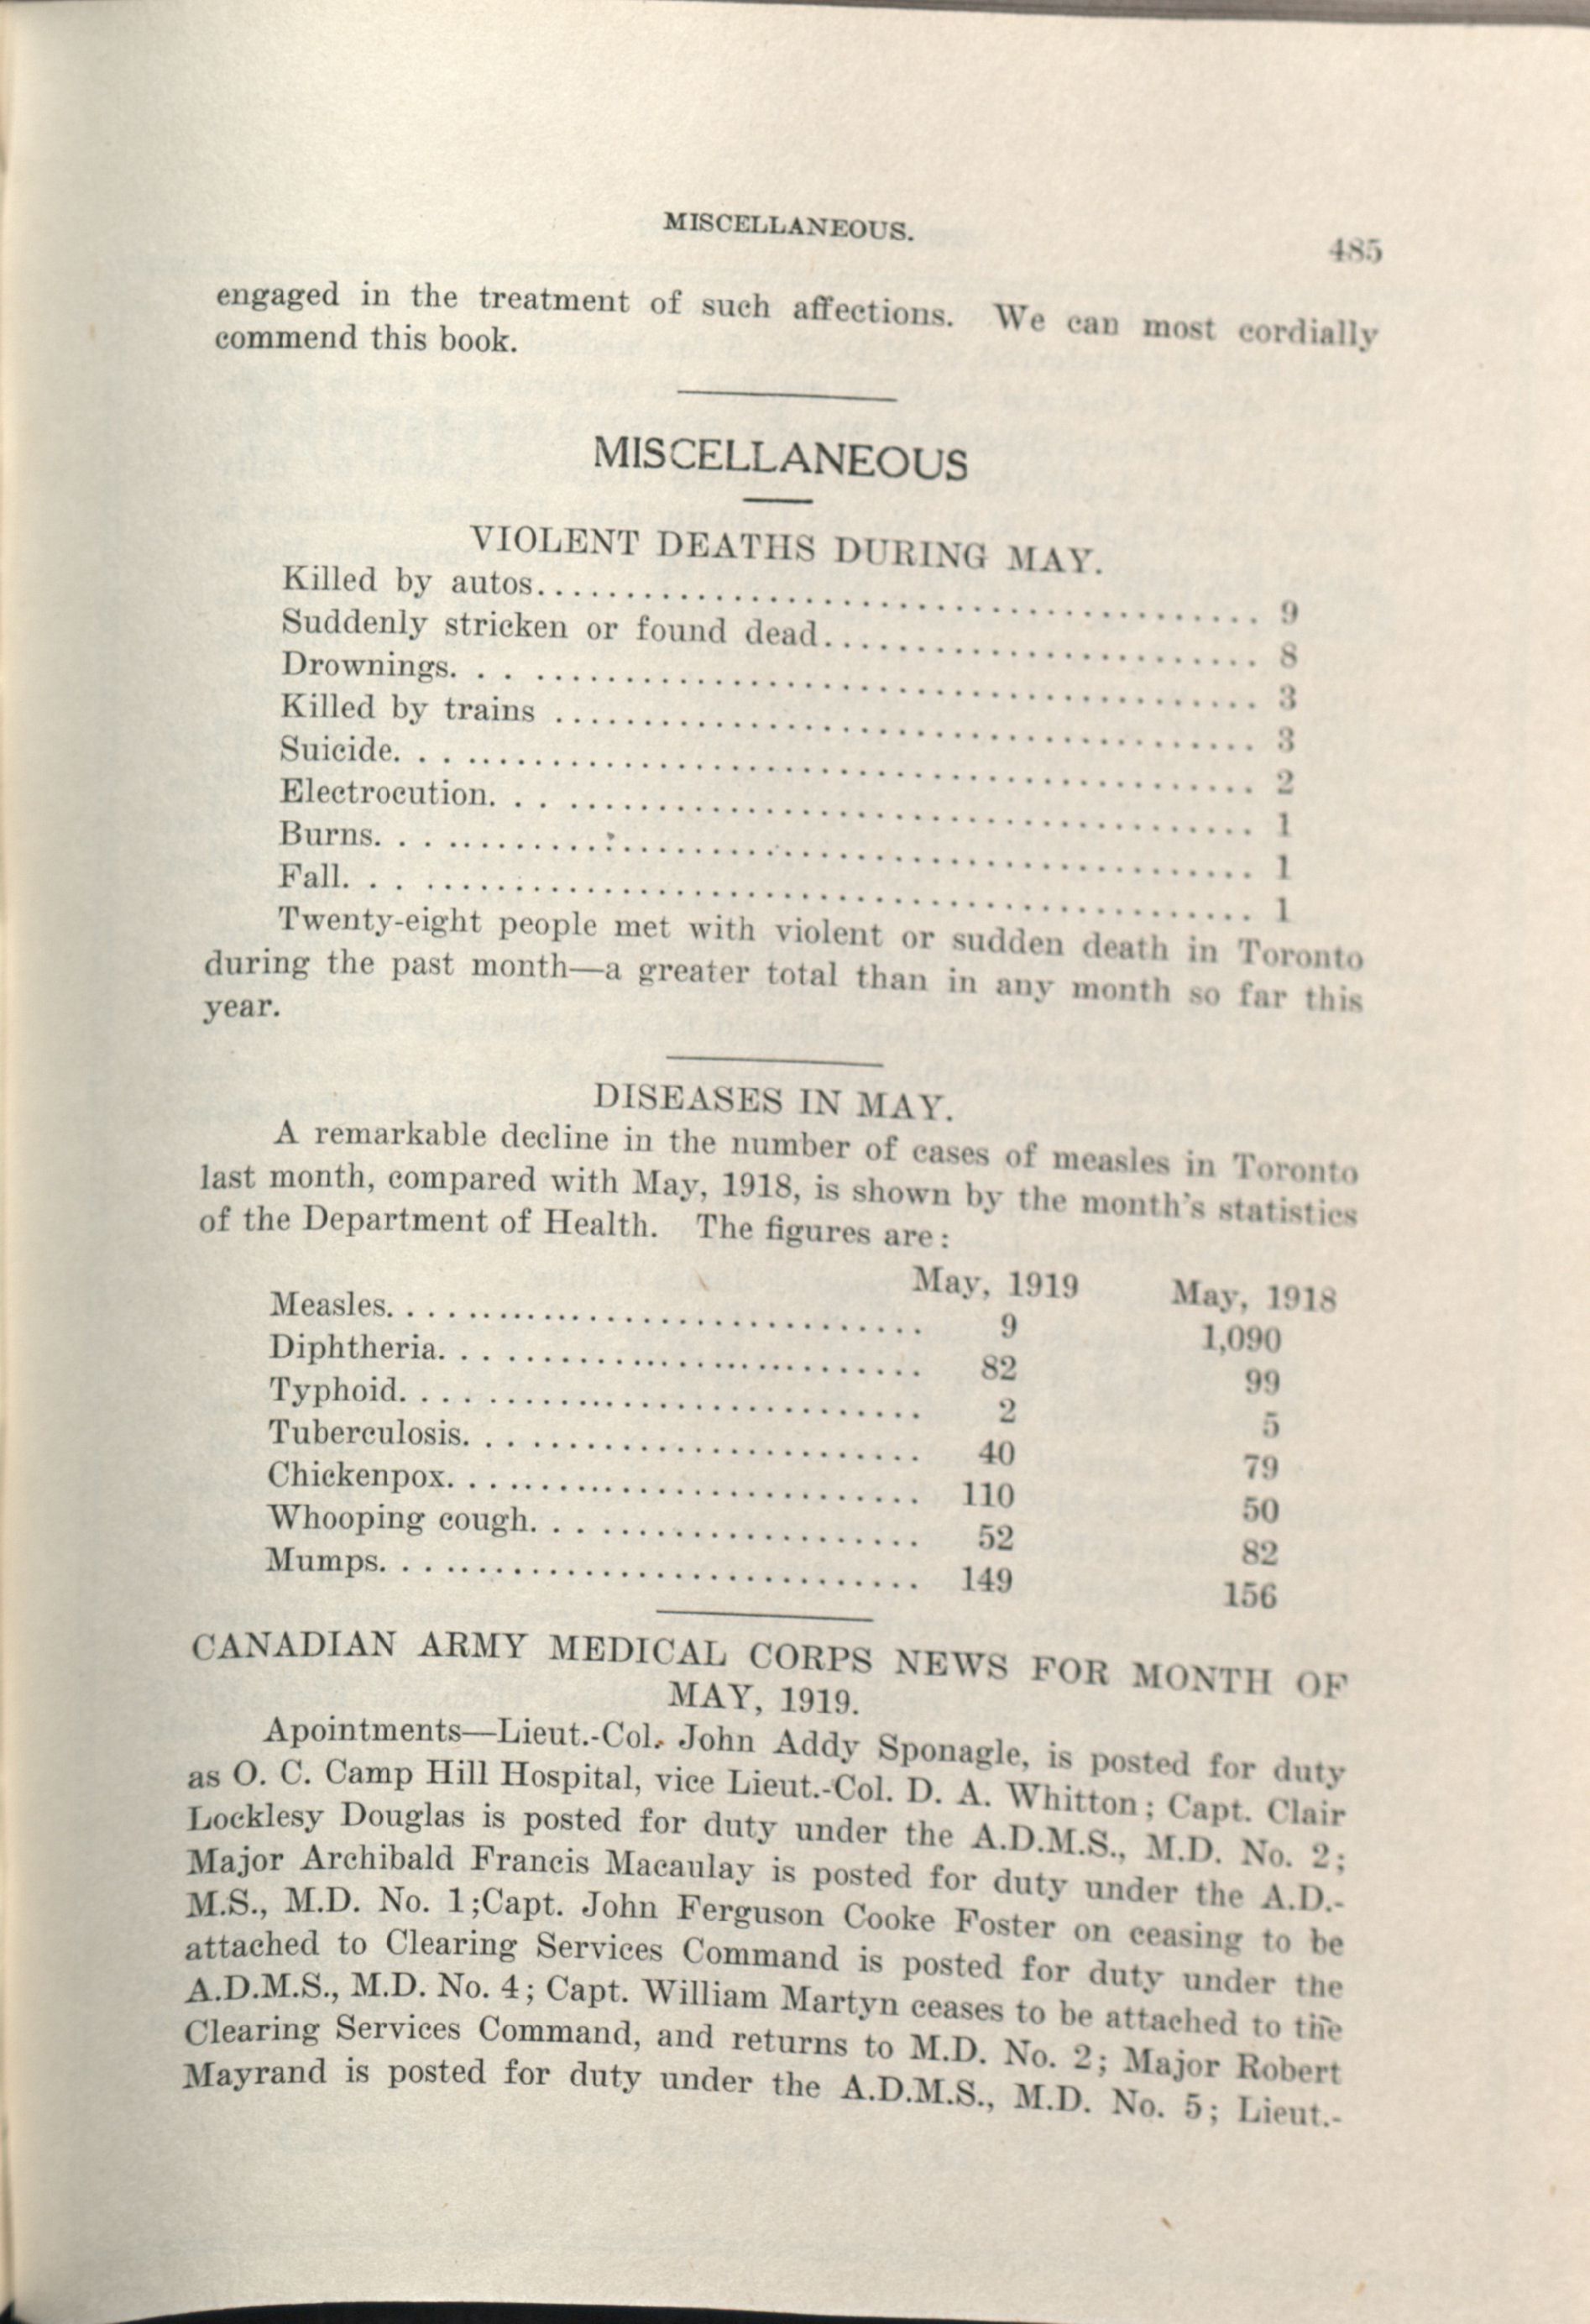 MISCELLANEOUS.
485
engaged in the treatment of such affections. We can most cordially
commend this book.
MISCELLANEOUS
VIOLENT DEATHS DURING MAY.
Killed by autos........................................ 9
Suddenly stricken or found dead........................ 8
Drownings. . . ........................................ 3
Killed by trains ...................................... 3
Suicide. . . .......................................... 2
Electrocution. . . .................................... 1
Burns. . . ............................................ 1
Fall. . . ............................................. 1
Twenty-eight people met with violent or sudden death in Toronto
during the past month—a greater total than in any month so far this
year.
DISEASES IN MAY.
A remarkable decline in the number of cases of measles in Toronto
last month, compared with May, 1918, is shown by the month's statistics
of the Department of Health. The figures are:
May, 1919 May, 1918
Measles. . . .......................... 9 1,090
Diphtheria. . . ....................... 82 99
Typhoid. . . .......................... 2 5
Tuberculosis. . . ..................... 40 79
Chickenpox. . . ....................... 110 50
Whooping cough. . . ................... 52 82
Mumps. . . ............................ 149 156
CANADIAN ARMY MEDICAL CORPS NEWS FOR MONTH OF
MAY, 1919.
Apointments—Lieut.-Col. John Addy Sponagle, is posted for duty
as O. C. Camp Hill Hospital, vice Lieut.-Col. D. A. Whitton; Capt. Clair
Locklesy Douglas is posted for duty under the A.D.M.S., M.D. No. 2;
Major Archibald Francis Macaulay is posted for duty under the A.D.-
M.S., M.D. No. 1;Capt. John Ferguson Cooke Foster on ceasing to be
attached to Clearing Services Command is posted for duty under the
A.D.M.S., M.D. No. 4; Capt. William Martyn ceases to be attached to the
Clearing Services Command, and returns to M.D. No. 2; Major Robert
Mayrand is posted for duty under the A.D.M.S., M.D. No. 5; Lieut.-